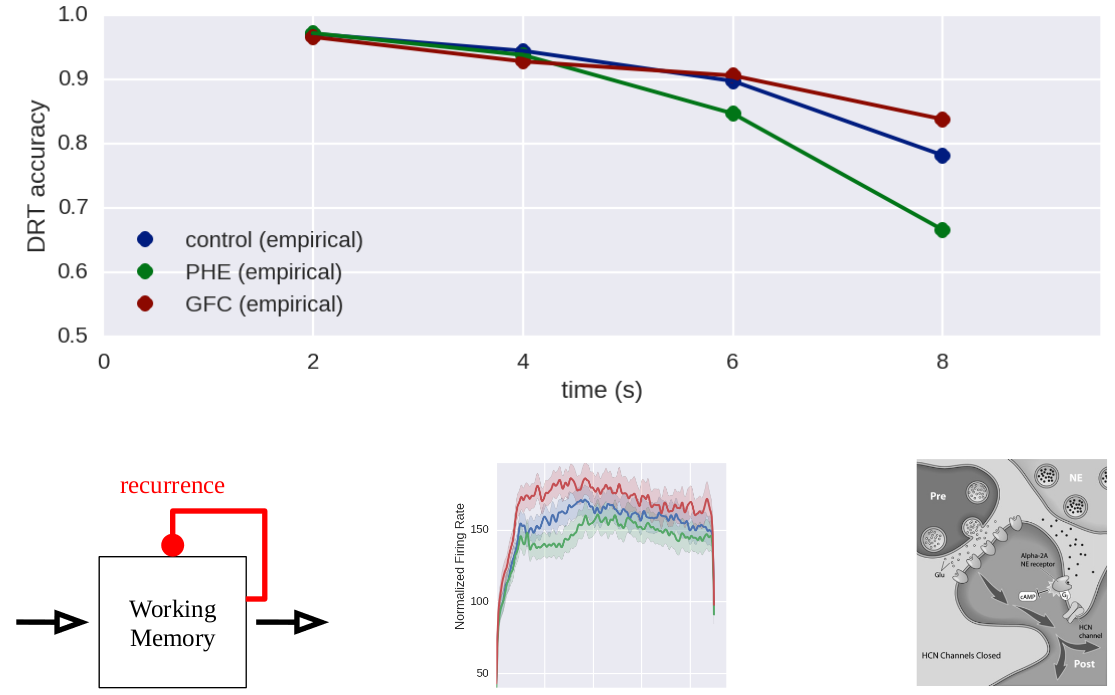 1.0
0.9
0.8
0.7
0.6
0.5
DRT accuracy
control (empirical)
PHE (empirical)
GFC (empirical)
0 2 4 6 8
time (s)
recurrence
Working
Memory
Normalized Firing Rate
150
100
50
Pre
NE
Glu
Alpha-2A
NE receptor
cAMP
Gi
HCN
channel
HCN Channels Closed
Post